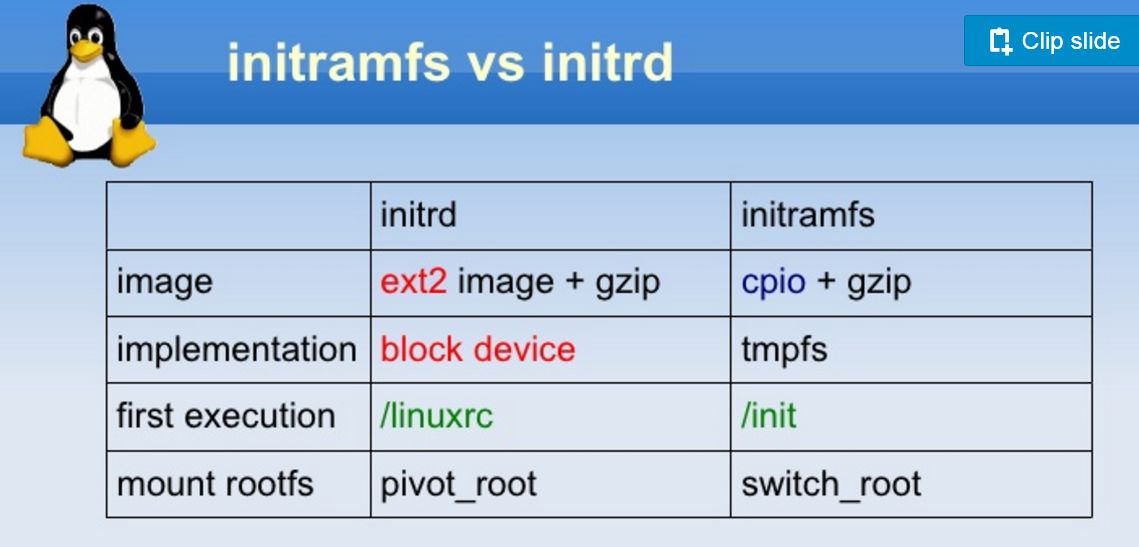 initramfs vs initrd
Clip slide
initrd initramfs
image ext2 image + gzip cpio + gzip
implementation block device tmpfs
first execution /linuxrc /init
mount rootfs pivot_root switch_root